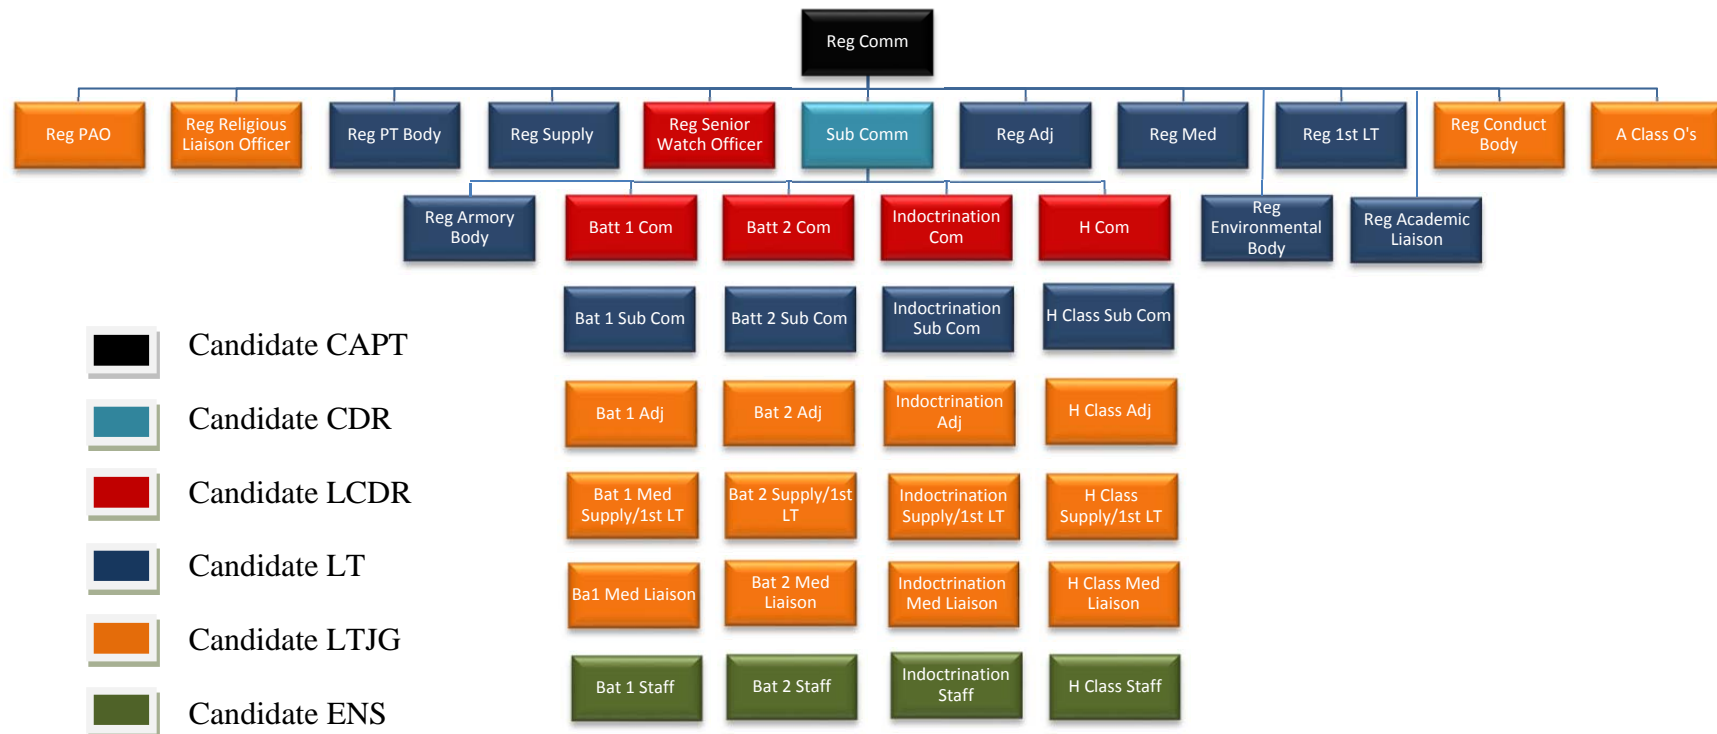 Reg Comm
Reg PAO
Reg Religious
Liaison Officer
Reg PT Body
Reg Supply
Reg Senior
Watch Officer
Sub Comm
Reg Adj
Reg Med
Reg 1st LT
Reg Conduct
Body
A Class O's
Reg Armory
Body
Batt 1 Com
Batt 2 Com
Indoctrination
Com
H Com
Reg
Environmental
Body
Reg Academic
Liaison
Bat 1 Sub Com
Batt 2 Sub Com
Indoctrination
Sub Com
H Class Sub Com
Bat 1 Adj
Bat 2 Adj
Indoctrination
Adj
H Class Adj
Bat 1 Med
Supply/1st LT
Bat 2 Supply/1st
LT
Indoctrination
Supply/1st LT
H Class
Supply/1st LT
Ba1 Med Liaison
Bat 2 Med
Liaison
Indoctrination
Med Liaison
H Class Med
Liaison
Bat 1 Staff
Bat 2 Staff
Indoctrination
Staff
H Class Staff
Candidate CAPT
Candidate CDR
Candidate LCDR
Candidate LT
Candidate LTJG
Candidate ENS